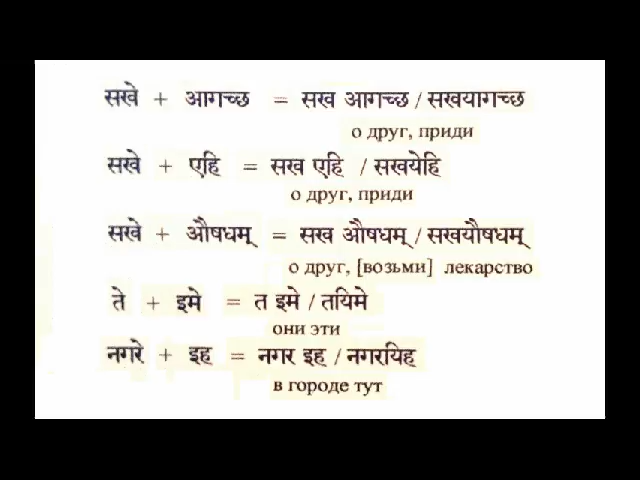 सखे + आगच्छ = सख आगच्छ / सखयागच्छ
о друг, приди
सखे + एहि = सख एहि / सखयेहि
о друг, приди
सखे + औषधम् = सख औषधम् / सखयौषधम्
о друг, [возьми] лекарство
ते + इमे = त इमे / तयिमे
они эти
नगरे + इह = नगर इह / नगरयिह
в городе тут